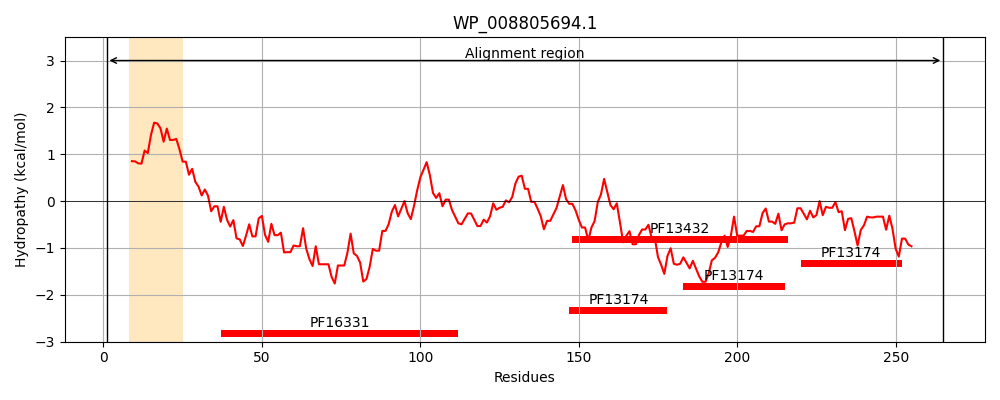 WP_008805694.1
Alignment region
3
2
1
0
−1
−2
−3
Hydropathy (kcal/mol)
PF13432
PF13174
PF13174
PF13174
PF16331
0
50
100
150
200
250
Residues